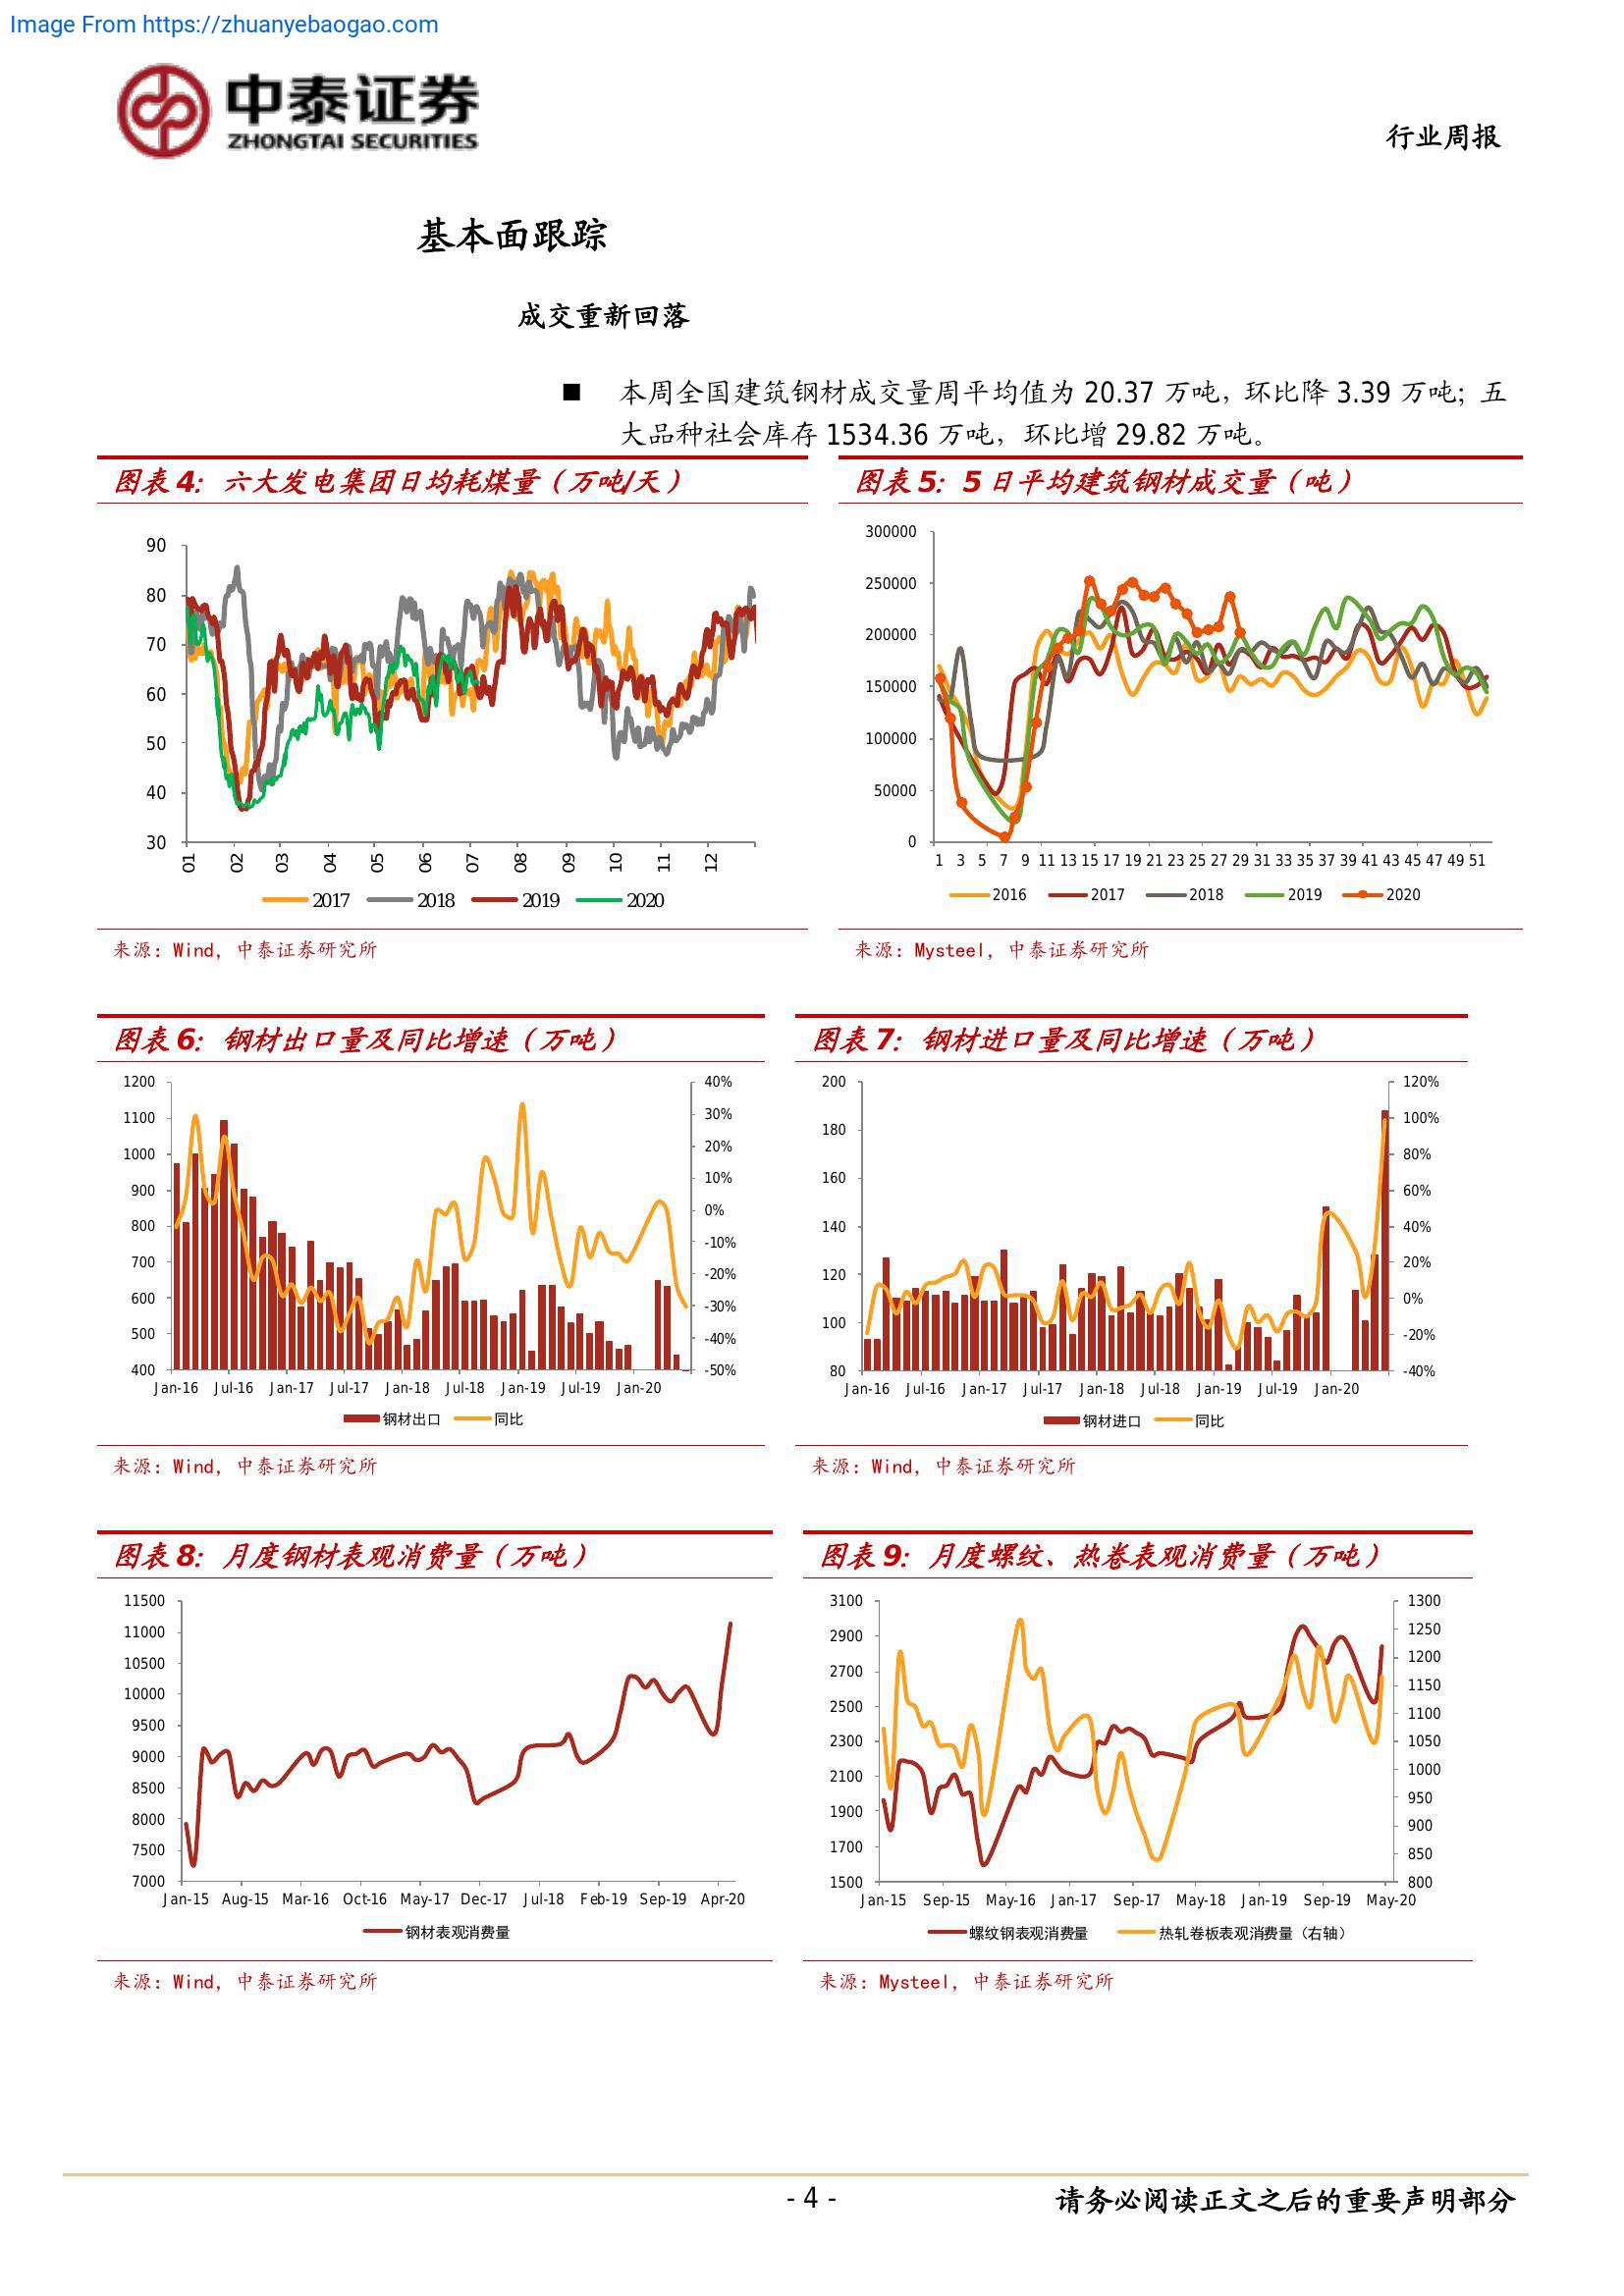 Image From https://zhuanyebaogao.com
中泰证券
ZHONGTAI SECURITIES
行业周报
基本面跟踪
成交重新回落
■ 本周全国建筑钢材成交量周平均值为 20.37 万吨，环比降 3.39 万吨；五
大品种社会库存 1534.36 万吨，环比增 29.82 万吨。
图表 4：六大发电集团日均耗煤量（万吨/天）
90
80
70
60
50
40
30
01 02 03 04 05 06 07 08 09 10 11 12
2017 2018 2019 2020
来源：Wind，中泰证券研究所
图表 5：5 日平均建筑钢材成交量（吨）
300000
250000
200000
150000
100000
50000
0
1 3 5 7 9 11 13 15 17 19 21 23 25 27 29 31 33 35 37 39 41 43 45 47 49 51
2016 2017 2018 2019 2020
来源：Mysteel，中泰证券研究所
图表 6：钢材出口量及同比增速（万吨）
1200
1100
1000
900
800
700
600
500
400
40%
30%
20%
10%
0%
-10%
-20%
-30%
-40%
-50%
Jan-16 Jul-16 Jan-17 Jul-17 Jan-18 Jul-18 Jan-19 Jul-19 Jan-20
钢材出口 同比
来源：Wind，中泰证券研究所
图表 7：钢材进口量及同比增速（万吨）
200
180
160
140
120
100
80
120%
100%
80%
60%
40%
20%
0%
-20%
-40%
Jan-16 Jul-16 Jan-17 Jul-17 Jan-18 Jul-18 Jan-19 Jul-19 Jan-20
钢材进口 同比
来源：Wind，中泰证券研究所
图表 8：月度钢材表观消费量（万吨）
11500
11000
10500
10000
9500
9000
8500
8000
7500
7000
Jan-15 Aug-15 Mar-16 Oct-16 May-17 Dec-17 Jul-18 Feb-19 Sep-19 Apr-20
钢材表观消费量
来源：Wind，中泰证券研究所
图表 9：月度螺纹、热卷表观消费量（万吨）
3100
2900
2700
2500
2300
2100
1900
1700
1500
1300
1250
1200
1150
1100
1050
1000
950
900
850
800
Jan-15 Sep-15 May-16 Jan-17 Sep-17 May-18 Jan-19 Sep-19 May-20
螺纹钢表观消费量 热轧卷板表观消费量（右轴）
来源：Mysteel，中泰证券研究所
- 4 -
请务必阅读正文之后的重要声明部分